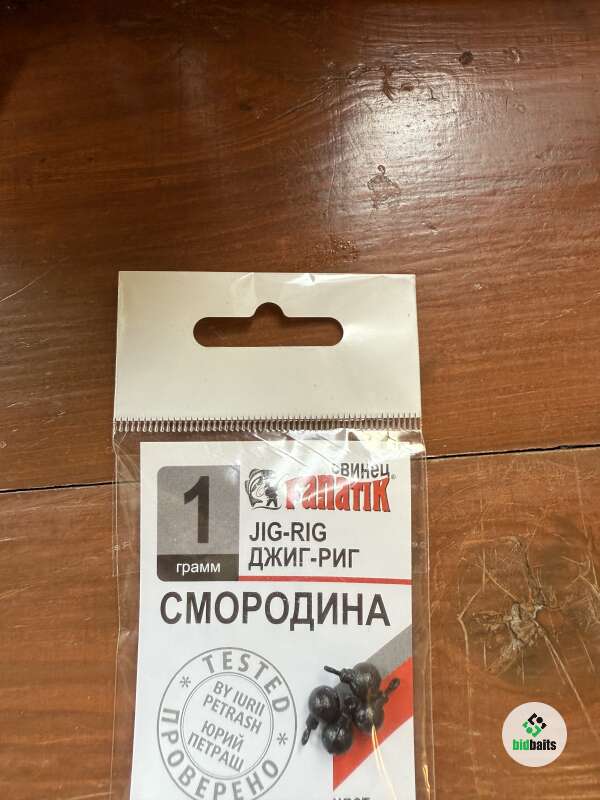 1
грамм
свинец
Fanatik®
JIG-RIG
ДЖИГ-РИГ
СМОРОДИНА
* TESTED *
BY IURII
PETRASH
ЮРИЙ
ПЕТРАШ
ПРОВЕРЕНО
bidbaits